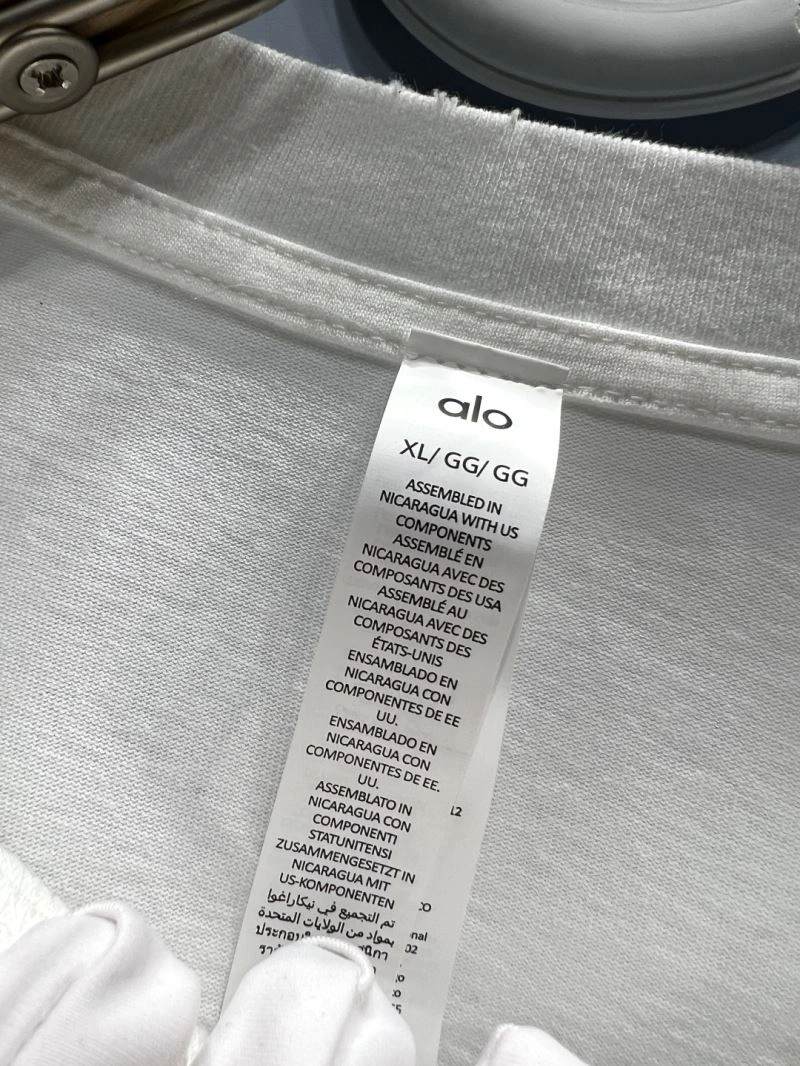 alo
XL/ GG/ GG
ASSEMBLED IN
NICARAGUA WITH US
COMPONENTS
ASSEMBLÉ EN
NICARAGUA AVEC DES
COMPOSANTS DES USA
ASSEMBLÉ AU
NICARAGUA AVEC DES
COMPOSANTS DES
ÉTATS-UNIS
ENSAMBLADO EN
NICARAGUA CON
COMPONENTES DE EE
UU.
ENSAMBLADO EN
NICARAGUA CON
COMPONENTES DE EE.
UU.
ASSEMBLATO IN
NICARAGUA CON
COMPONENTI
STATUNITENSI
ZUSAMMENGESETZT IN
NICARAGUA MIT
US-KOMPONENTEN
تم التجميع في نيكاراغوا
بمواد من الولايات المتحدة